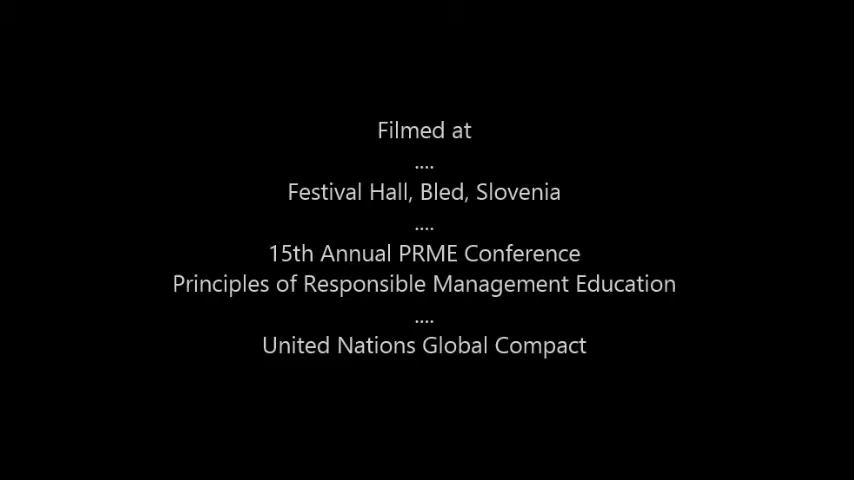 Filmed at
....
Festival Hall, Bled, Slovenia
....
15th Annual PRME Conference
Principles of Responsible Management Education
....
United Nations Global Compact